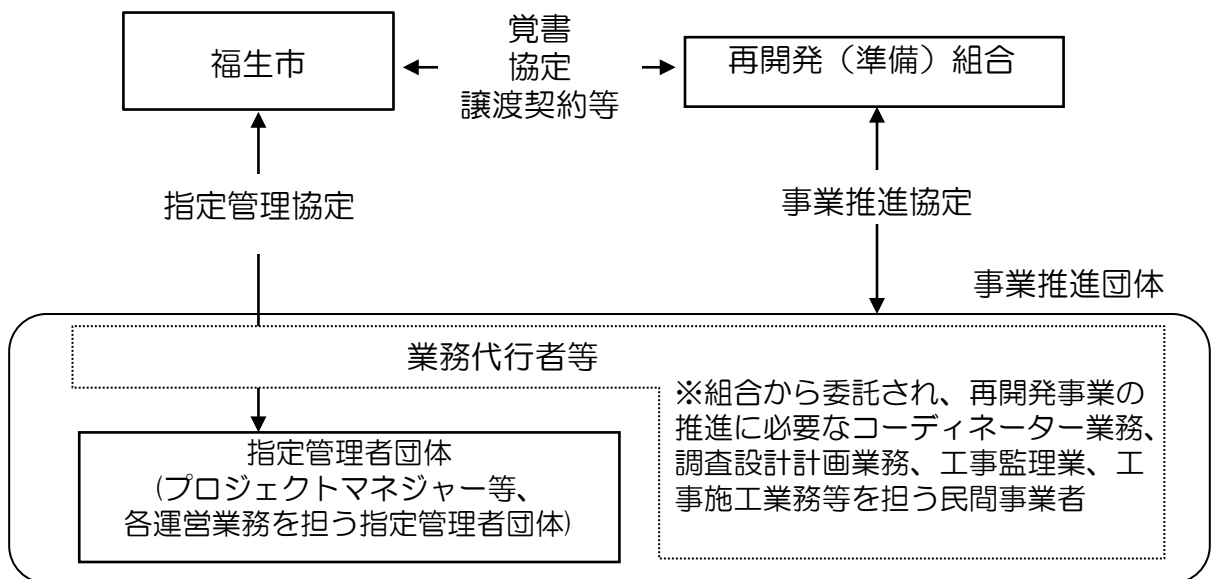 福生市
覚書
協定
譲渡契約等
再開発（準備）組合
指定管理協定
事業推進協定
事業推進団体
業務代行者等
※組合から委託され、再開発事業の
推進に必要なコーディネーター業務、
調査設計計画業務、工事監理業、工
事施工業務等を担う民間事業者
指定管理者団体
(プロジェクトマネジャー等、
各運営業務を担う指定管理者団体)